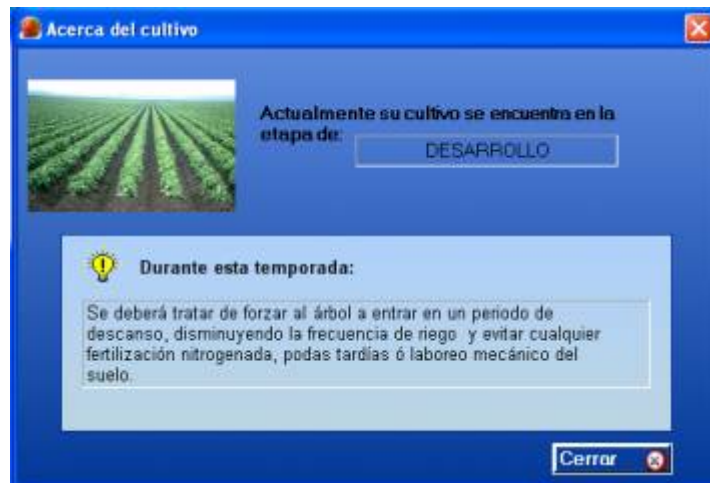 Acerca del cultivo
Actualmente su cultivo se encuentra en la
etapa de:
DESARROLLO
Durante esta temporada:
Se deberá tratar de forzar al árbol a entrar en un periodo de
descanso, disminuyendo la frecuencia de riego y evitar cualquier
fertilización nitrogenada, podas tardías ó laboreo mecánico del
suelo.
Cerrar